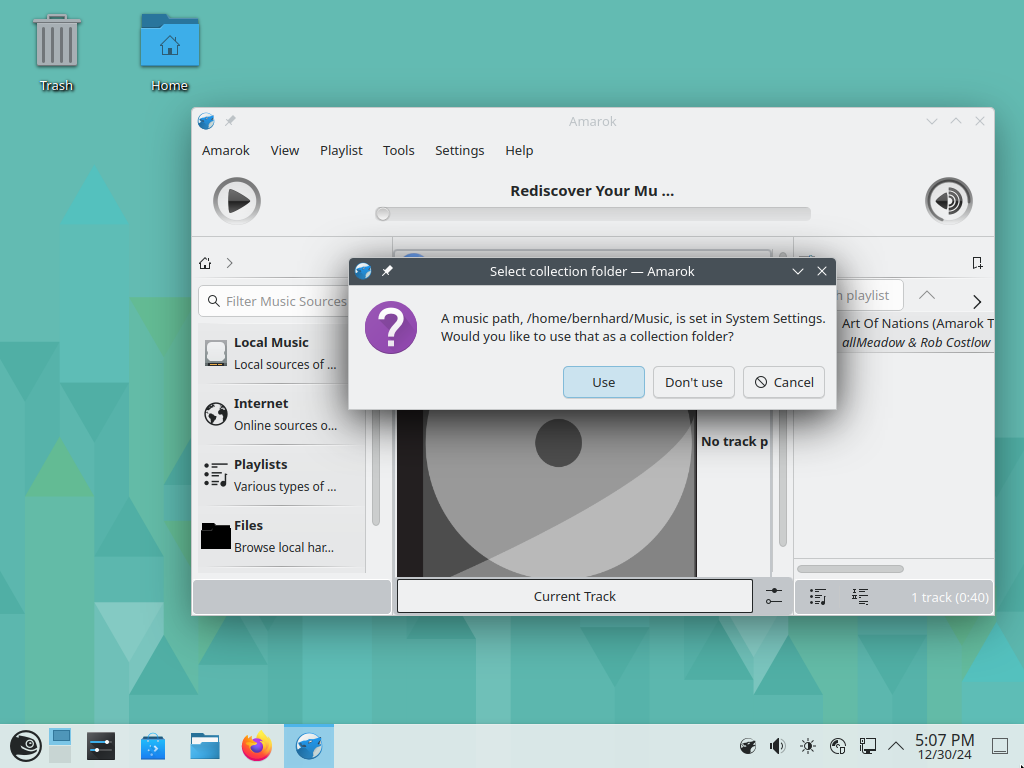 Trash
Home
Amarok
Amarok View Playlist Tools Settings Help
Rediscover Your Mu ...
Select collection folder — Amarok
A music path, /home/bernhard/Music, is set in System Settings.
Would you like to use that as a collection folder?
Use Don't use Cancel
Filter Music Sources
playlist
Local Music
Local sources of ...
Internet
Online sources o...
Playlists
Various types of ...
Files
Browse local har...
No track p
Art Of Nations (Amarok T
allMeadow & Rob Costlow
Current Track
1 track (0:40)
5:07 PM
12/30/24